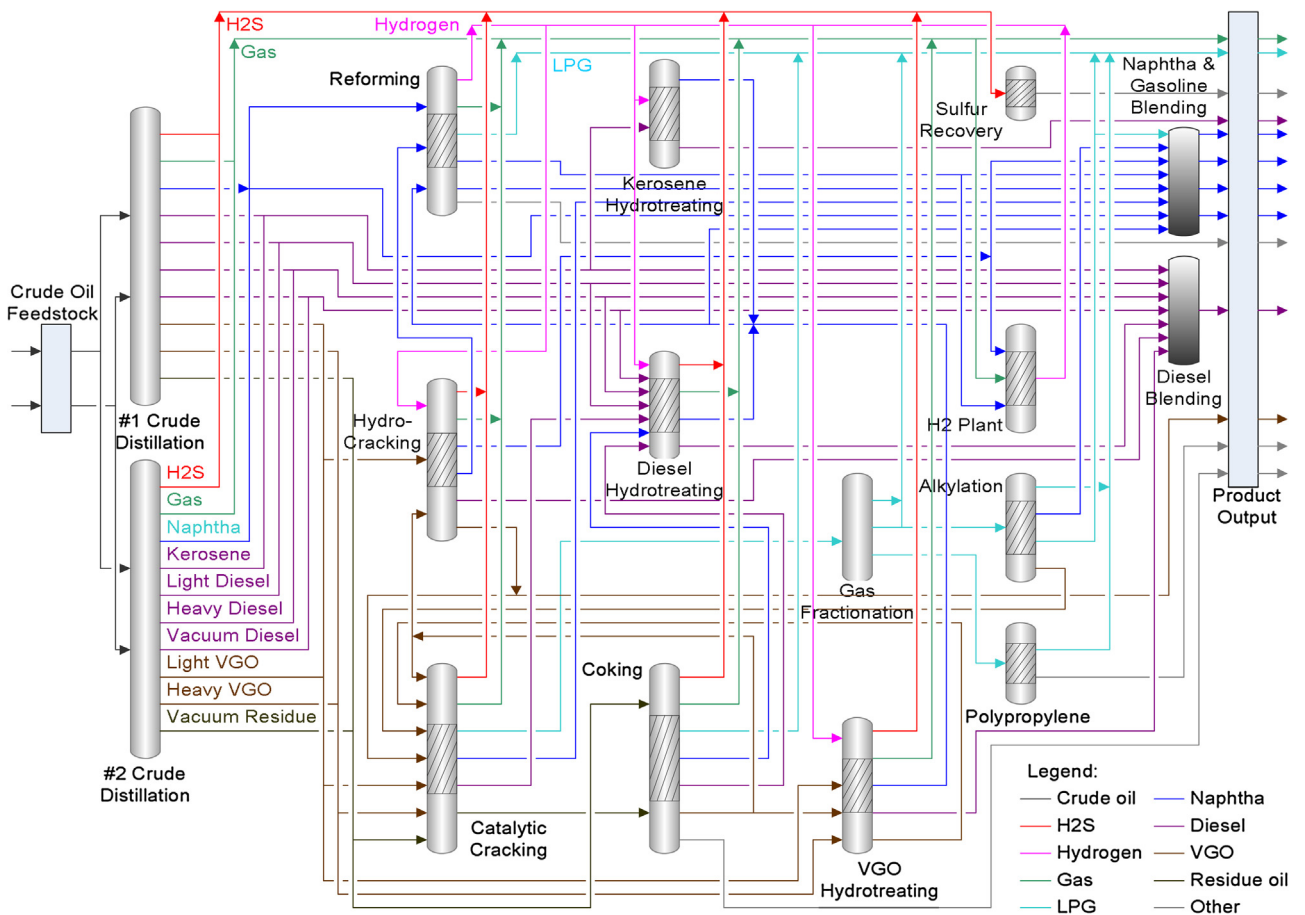 H2S
Hydrogen
Gas
LPG
Reforming
Naphtha &
Gasoline
Blending
Sulfur
Recovery
Kerosene
Hydrotreating
Crude Oil
Feedstock
#1 Crude
Distillation
Hydro-
Cracking
Diesel
Hydrotreating
H2 Plant
Diesel
Blending
H2S
Gas
Naphtha
Kerosene
Light Diesel
Heavy Diesel
Vacuum Diesel
Light VGO
Heavy VGO
Vacuum Residue
#2 Crude
Distillation
Alkylation
Product
Output
Gas
Fractionation
Coking
Polypropylene
Catalytic
Cracking
VGO
Hydrotreating
Legend:
Crude oil
Naphtha
H2S
Diesel
Hydrogen
VGO
Gas
Residue oil
LPG
Other